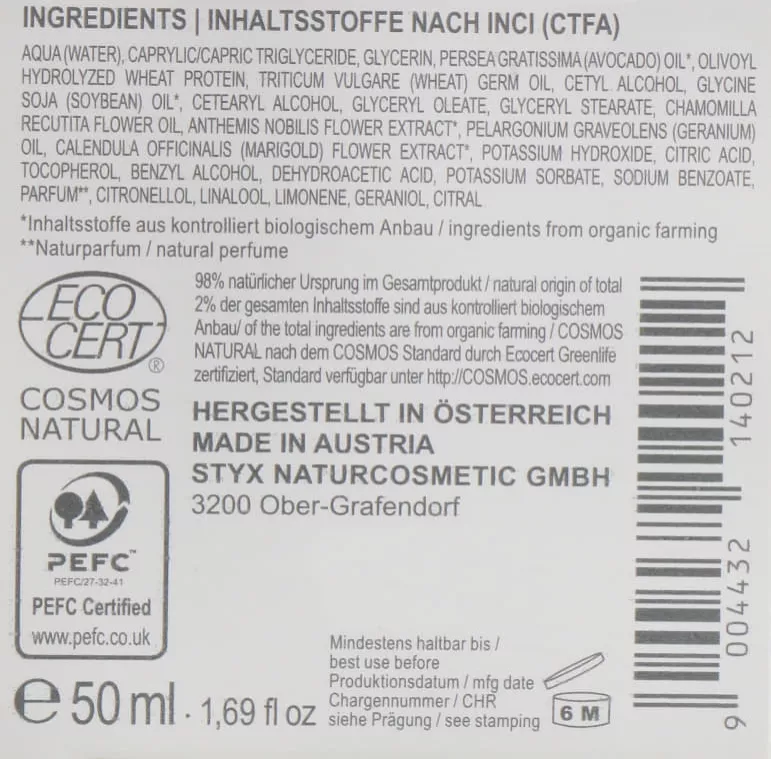 INGREDIENTS | INHALTSSTOFFE NACH INCI (CTFA)
AQUA (WATER), CAPRYLIC/CAPRIC TRIGLYCERIDE, GLYCERIN, PERSEA GRATISSIMA (AVOCADO) OIL*, OLIVOYL
HYDROLYZED WHEAT PROTEIN, TRITICUM VULGARE (WHEAT) GERM OIL, CETYL ALCOHOL, GLYCINE
SOJA (SOYBEAN) OIL*, CETEARYL ALCOHOL, GLYCERYL OLEATE, GLYCERYL STEARATE, CHAMOMILLA
RECUTITA FLOWER OIL, ANTHEMIS NOBILIS FLOWER EXTRACT*, PELARGONIUM GRAVEOLENS (GERANIUM)
OIL, CALENDULA OFFICINALIS (MARIGOLD) FLOWER EXTRACT*, POTASSIUM HYDROXIDE, CITRIC ACID,
TOCOPHEROL, BENZYL ALCOHOL, DEHYDROACETIC ACID, POTASSIUM SORBATE, SODIUM BENZOATE,
PARFUM**, CITRONELLOL, LINALOOL, LIMONENE, GERANIOL, CITRAL
*Inhaltsstoffe aus kontrolliert biologischem Anbau / ingredients from organic farming
**Naturparfum / natural perfume
ECO
CERT
®
COSMOS
NATURAL
98% natürlicher Ursprung im Gesamtprodukt / natural origin of total
2% der gesamten Inhaltsstoffe sind aus kontrolliert biologischem
Anbau/ of the total ingredients are from organic farming / COSMOS
NATURAL nach dem COSMOS Standard durch Ecocert Greenlife
zertifiziert, Standard verfügbar unter http://COSMOS.ecocert.com
HERGESTELLT IN ÖSTERREICH
MADE IN AUSTRIA
STYX NATURCOSMETIC GMBH
3200 Ober-Grafendorf
PEFC™
PEFC/27-32-41
PEFC Certified
www.pefc.co.uk
Mindestens haltbar bis /
best use before
Produktionsdatum / mfg date
Chargennummer / CHR
siehe Prägung / see stamping
6 M
℮ 50 ml · 1,69 fl oz
9 004432 140212